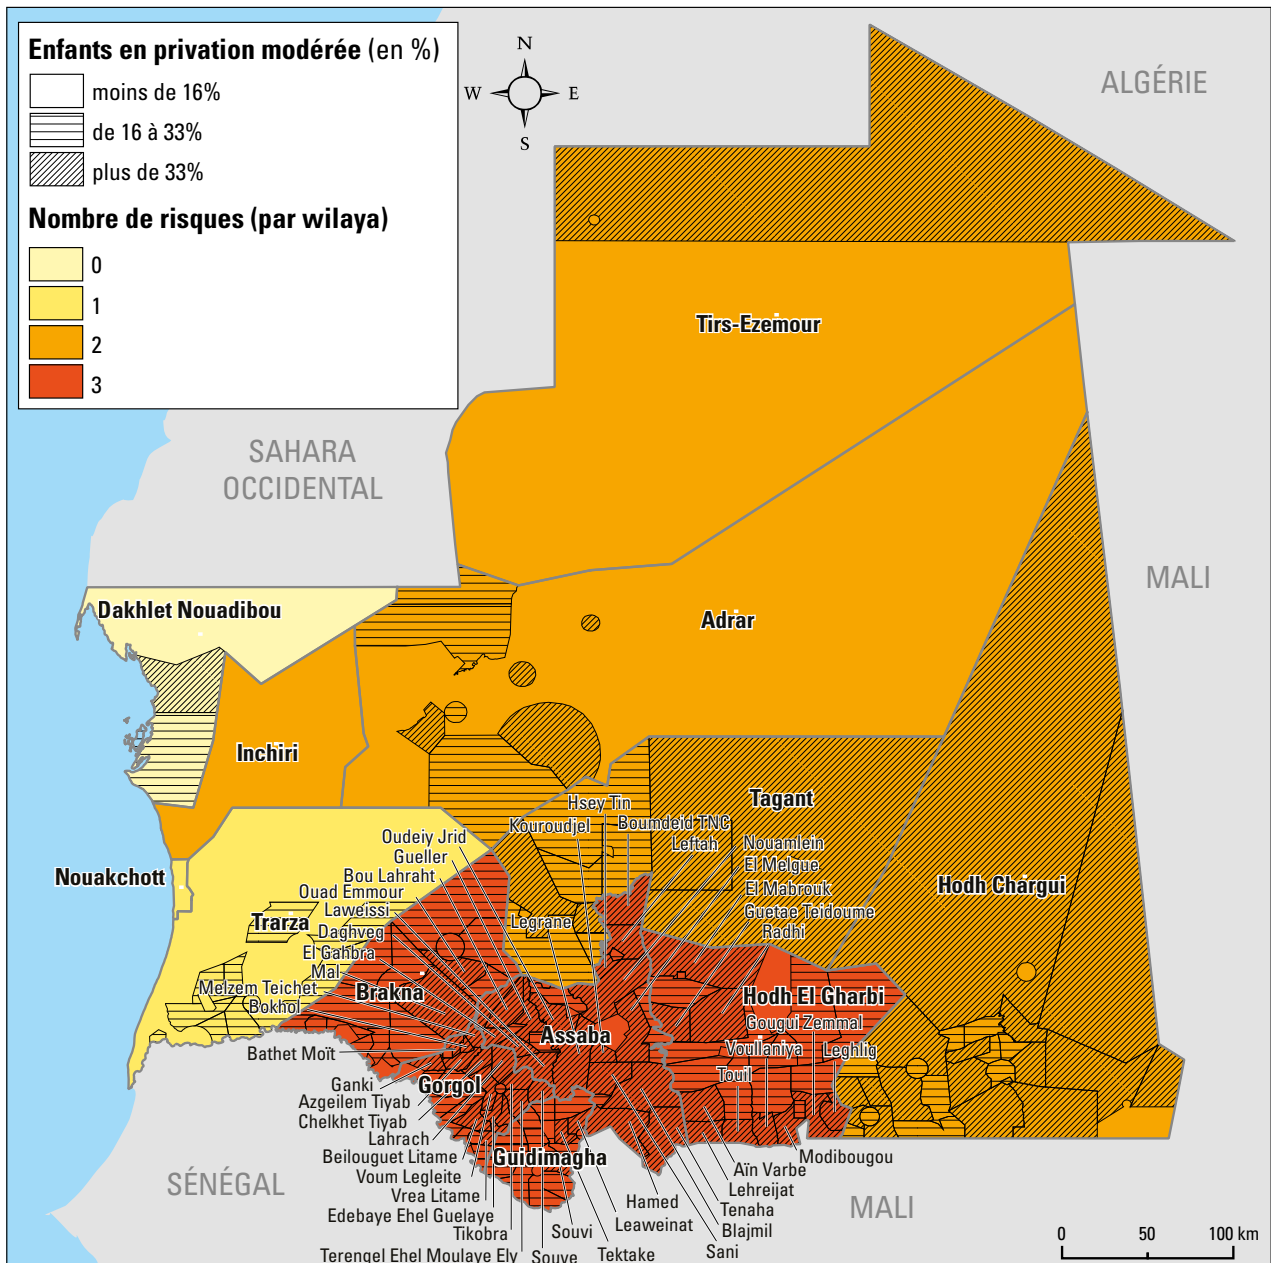 Enfants en privation modérée (en %)
moins de 16%
de 16 à 33%
plus de 33%
Nombre de risques (par wilaya)
0
1
2
3
N
W
E
S
ALGÉRIE
SAHARA
OCCIDENTAL
MALI
Tirs-Ezemour
Dakhlet Nouadibou
Adrar
Inchiri
Tagant
Hsey Tin
Kouroudjel
Boumdeïd TNC
Leftah
Oudeiy Jrid
Gueller
Bou Lahraht
Ouad Emmour
Laweissi
Daghveg
El Gahbra
Mal
Melzem Teichet
Bokhol
Nouamlein
El Melgue
El Mabrouk
Guetae Teidoume
Radhi
Nouakchott
Hodh Chargui
Trarza
Legrane
Brakna
Hodh El Gharbi
Assaba
Gougui Zemmal
Voullaniya
Leghlig
Touil
Bathet Moït
Gorgol
Ganki
Azgeilem Tiyab
Chelkhet Tiyab
Lahrach
Beilouguet Litame
Voum Legleite
Vrea Litame
Edebaye Ehel Guelaye
Tikobra
Terengel Ehel Moulaye Ely
Guidimagha
Souve
Souvi
Tektake
Leaweinat
Hamed
Sani
Blajmil
Tenaha
Lehreijat
Aïn Varbe
Modibougou
SÉNÉGAL
MALI
0 50 100 km